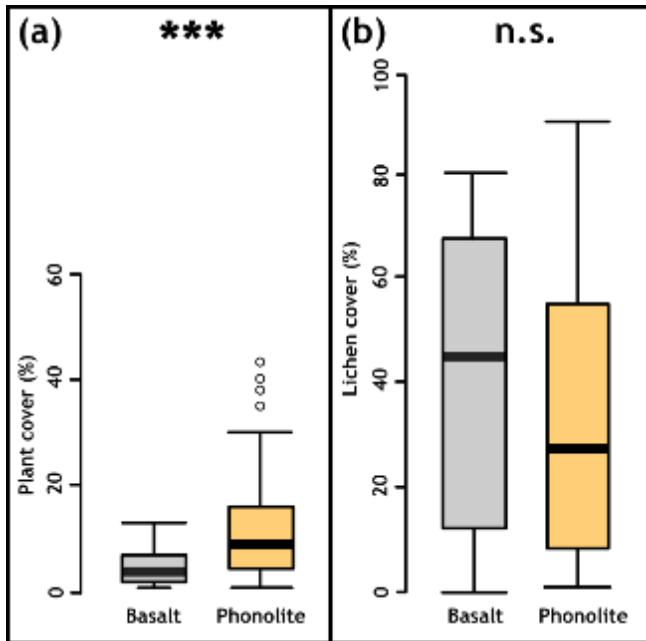 (a) ***
Plant cover (%)
60
40
20
0
Basalt Phonolite
(b) n.s.
Lichen cover (%)
100
80
60
40
20
0
Basalt Phonolite